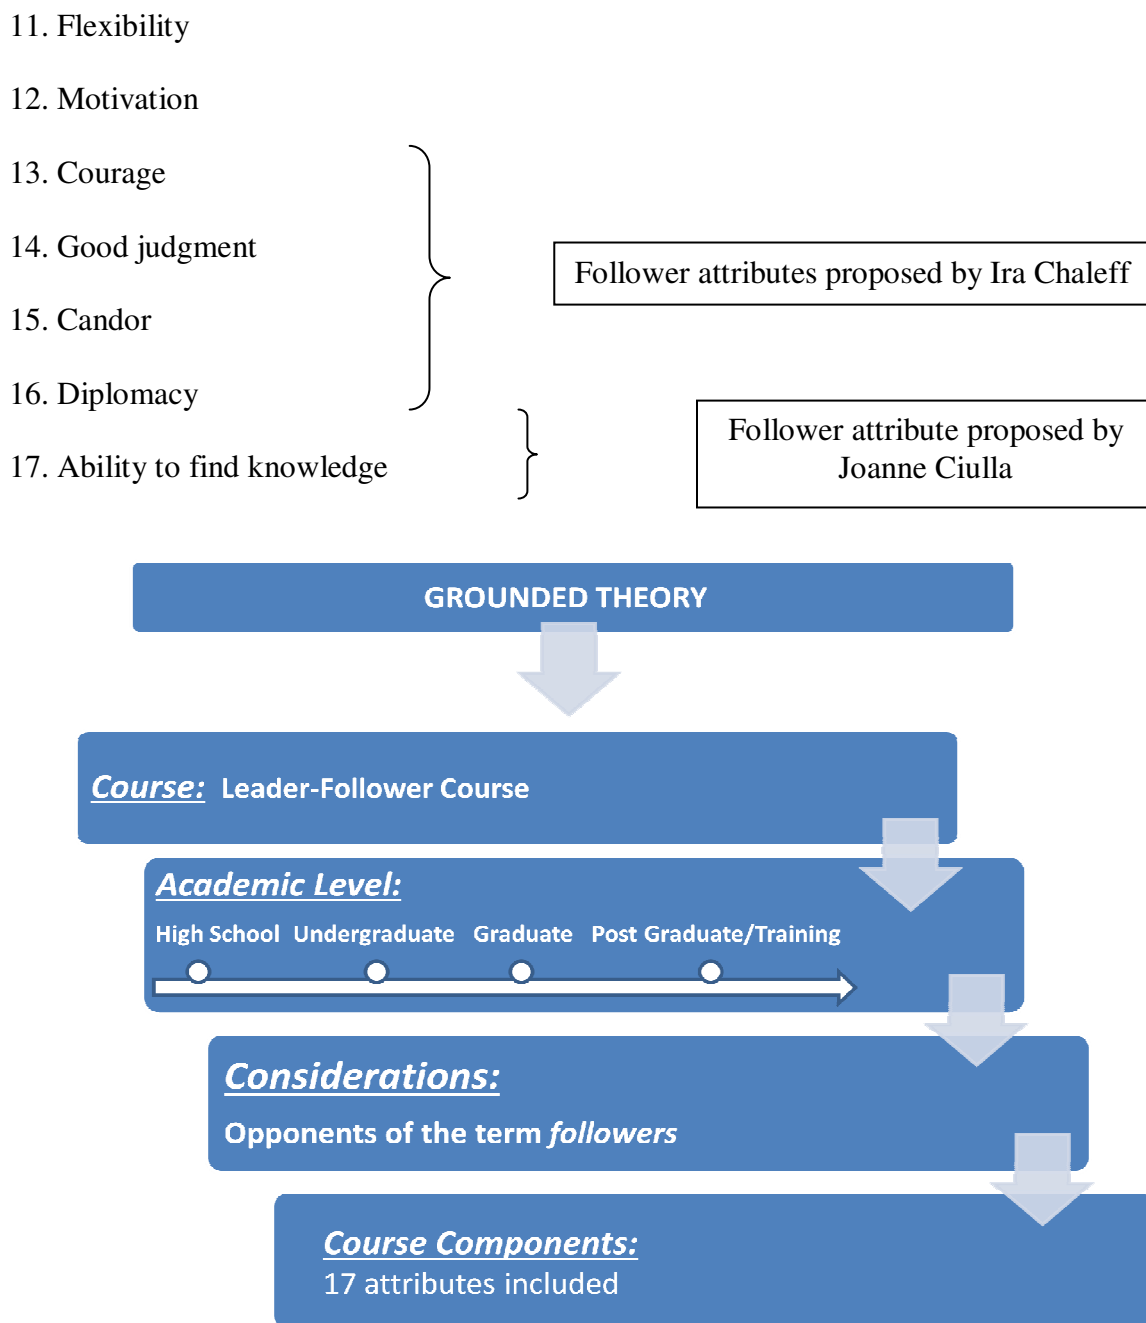 11. Flexibility
12. Motivation
13. Courage
14. Good judgment
15. Candor
16. Diplomacy
17. Ability to find knowledge
Follower attributes proposed by Ira Chaleff
Follower attribute proposed by
Joanne Ciulla
GROUNDED THEORY
Course: Leader-Follower Course
Academic Level:
High School Undergraduate Graduate Post Graduate/Training
Considerations:
Opponents of the term followers
Course Components:
17 attributes included